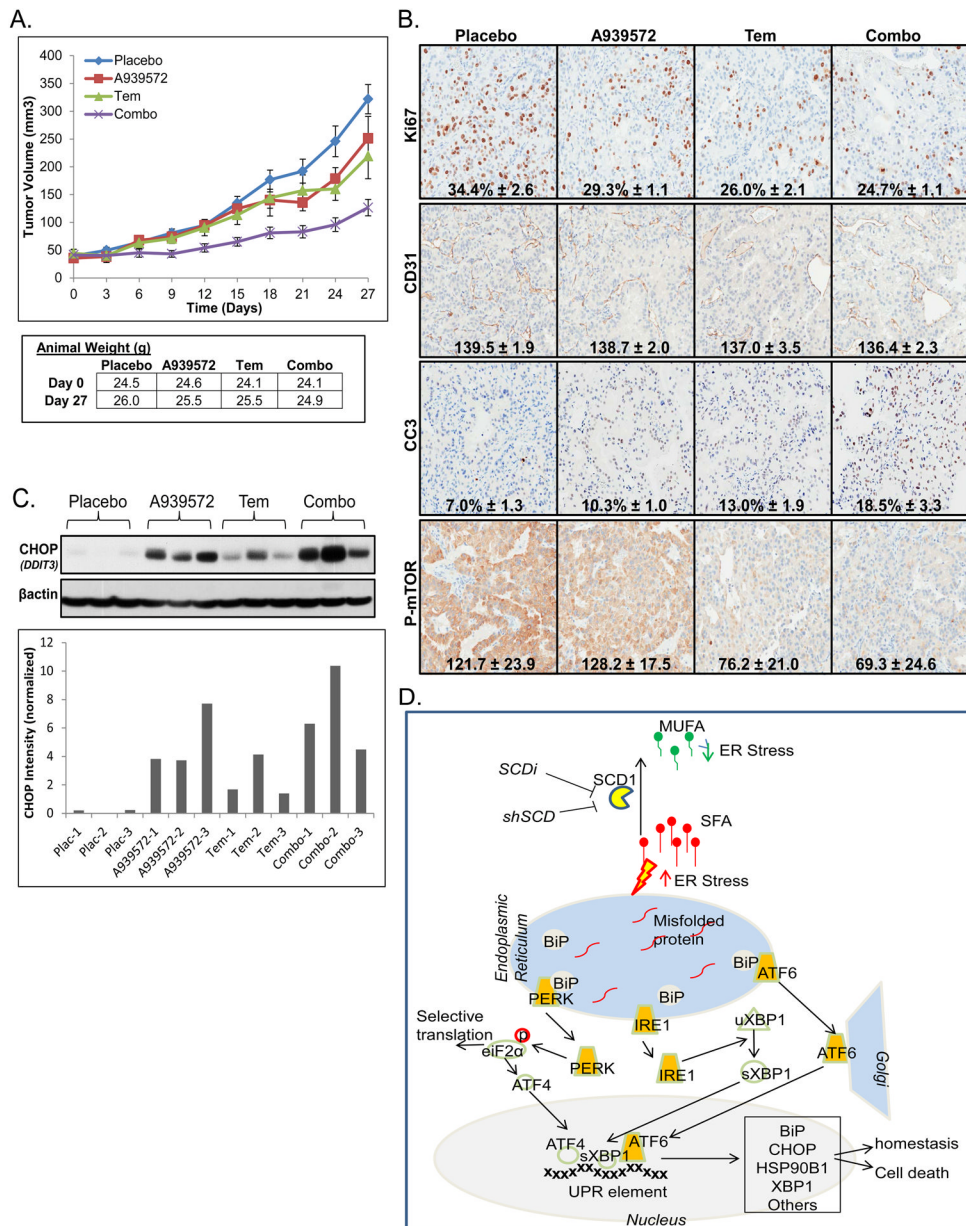 A.
Placebo
A939572
Tem
Combo
Tumor Volume (mm3)
400
350
300
250
200
150
100
50
0
0 3 6 9 12 15 18 21 24 27
Time (Days)
Animal Weight (g)
Placebo A939572 Tem Combo
Day 0 24.5 24.6 24.1 24.1
Day 27 26.0 25.5 25.5 24.9
B.
Placebo A939572 Tem Combo
Ki67
34.4% ± 2.6 29.3% ± 1.1 26.0% ± 2.1 24.7% ± 1.1
CD31
139.5 ± 1.9 138.7 ± 2.0 137.0 ± 3.5 136.4 ± 2.3
CC3
7.0% ± 1.3 10.3% ± 1.0 13.0% ± 1.9 18.5% ± 3.3
P-mTOR
121.7 ± 23.9 128.2 ± 17.5 76.2 ± 21.0 69.3 ± 24.6
C.
Placebo A939572 Tem Combo
CHOP
(DDIT3)
βactin
CHOP Intensity (normalized)
12
10
8
6
4
2
0
Plac-1 Plac-2 Plac-3 A939572-1 A939572-2 A939572-3 Tem-1 Tem-2 Tem-3 Combo-1 Combo-2 Combo-3
D.
MUFA
ER Stress
SCDi
SCD1
shSCD
SFA
ER Stress
Endoplasmic
Reticulum
Misfolded
protein
BiP
BiP
BiP
BiP
ATF6
PERK
IRE1
uXBP1
Selective
translation
p
eiF2α
PERK
IRE1
sXBP1
ATF6
Golgi
ATF4
ATF4
sXBP1
ATF6
xxxxxxxxxxxxxx
UPR element
Nucleus
BiP
CHOP
HSP90B1
XBP1
Others
homestasis
Cell death